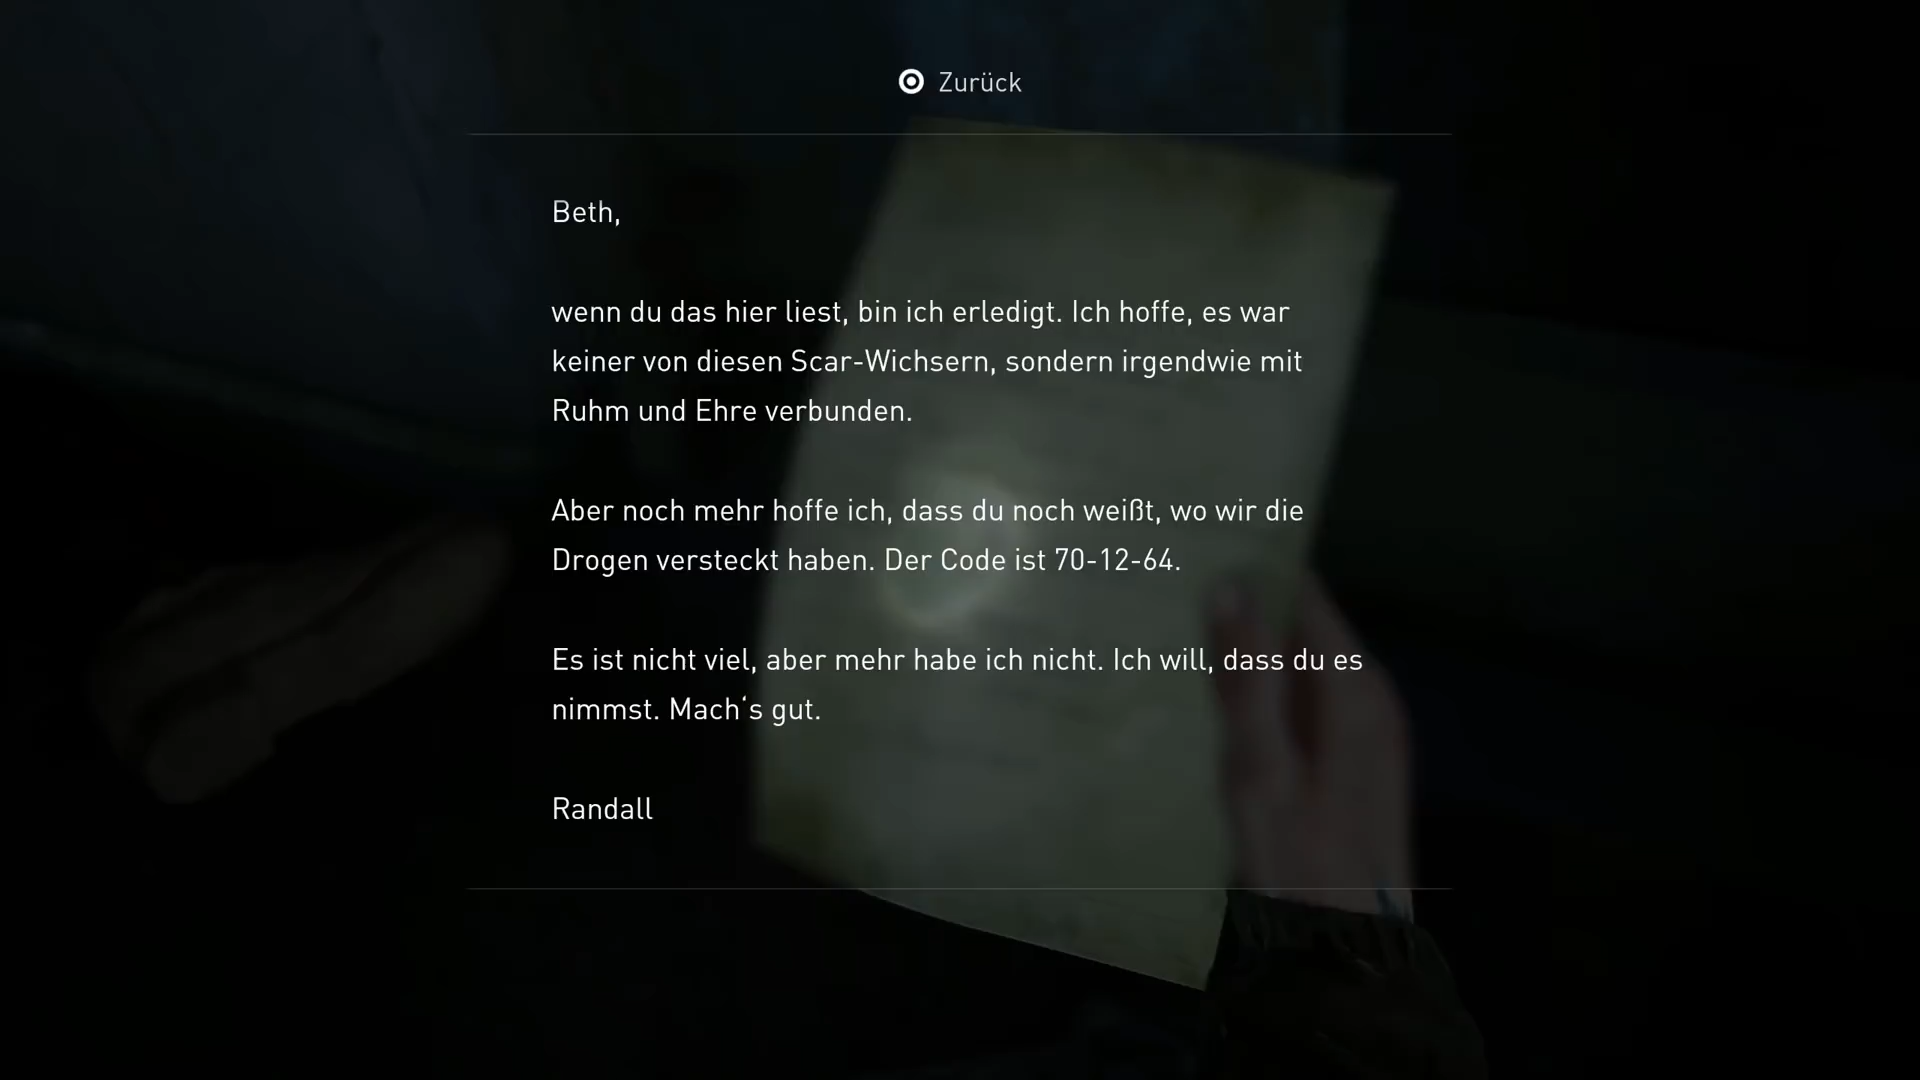 Zurück
Beth,
wenn du das hier liest, bin ich erledigt. Ich hoffe, es war
keiner von diesen Scar-Wichsern, sondern irgendwie mit
Ruhm und Ehre verbunden.
Aber noch mehr hoffe ich, dass du noch weißt, wo wir die
Drogen versteckt haben. Der Code ist 70-12-64.
Es ist nicht viel, aber mehr habe ich nicht. Ich will, dass du es
nimmst. Mach‘s gut.
Randall